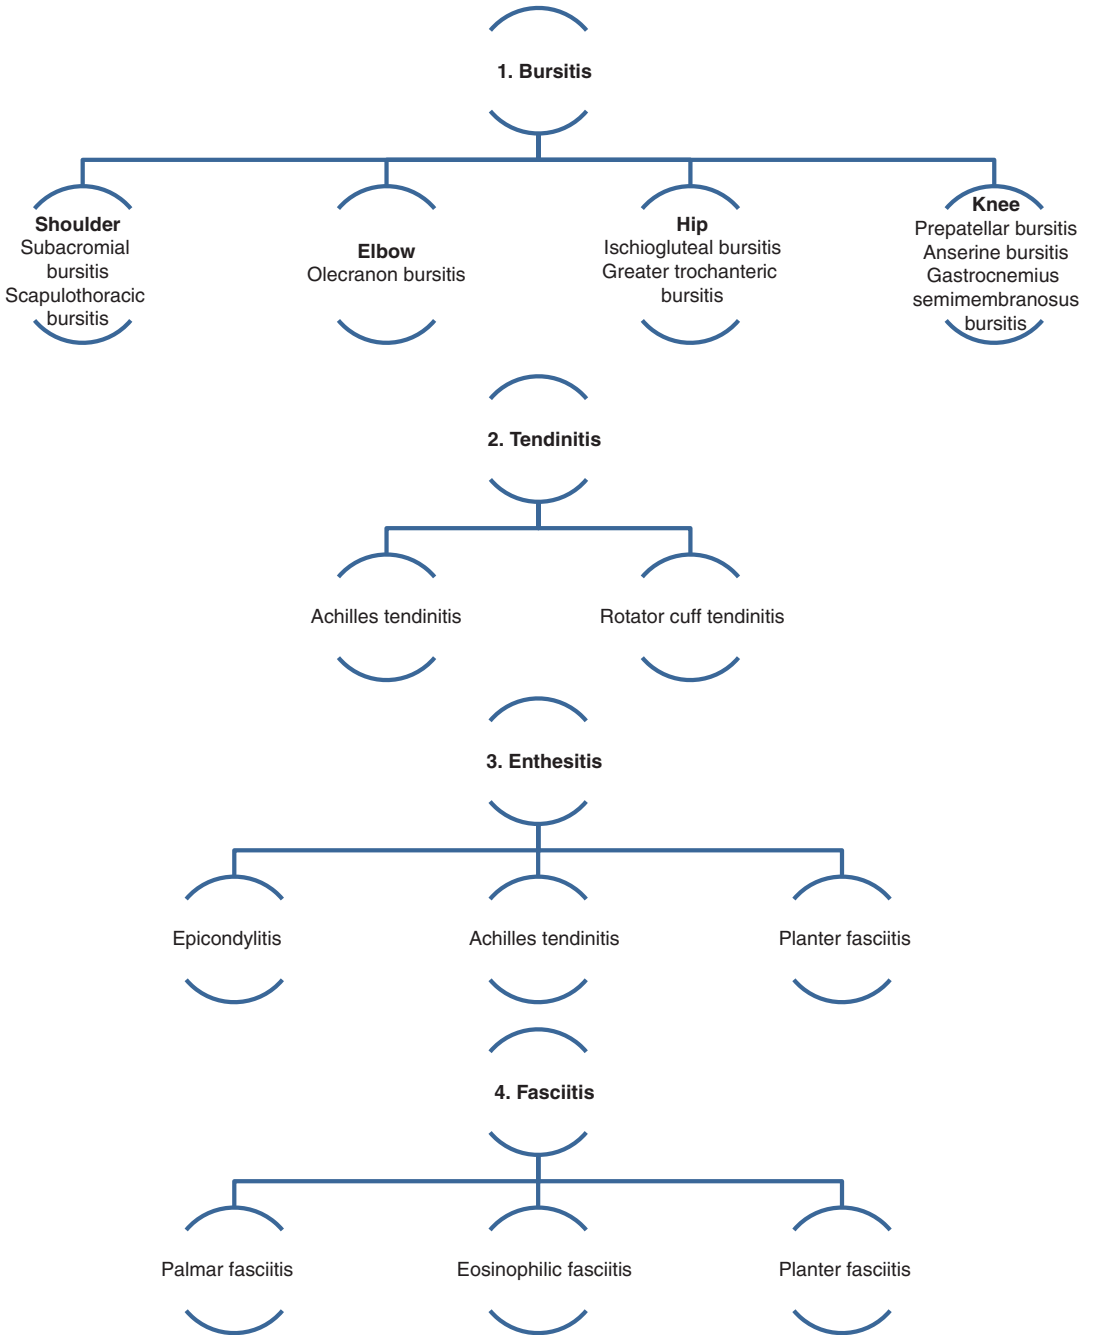 1. Bursitis
Shoulder
Subacromial
bursitis
Scapulothoracic
bursitis
Elbow
Olecranon bursitis
Hip
Ischiogluteal bursitis
Greater trochanteric
bursitis
Knee
Prepatellar bursitis
Anserine bursitis
Gastrocnemius
semimembranosus
bursitis
2. Tendinitis
Achilles tendinitis
Rotator cuff tendinitis
3. Enthesitis
Epicondylitis
Achilles tendinitis
Planter fasciitis
4. Fasciitis
Palmar fasciitis
Eosinophilic fasciitis
Planter fasciitis